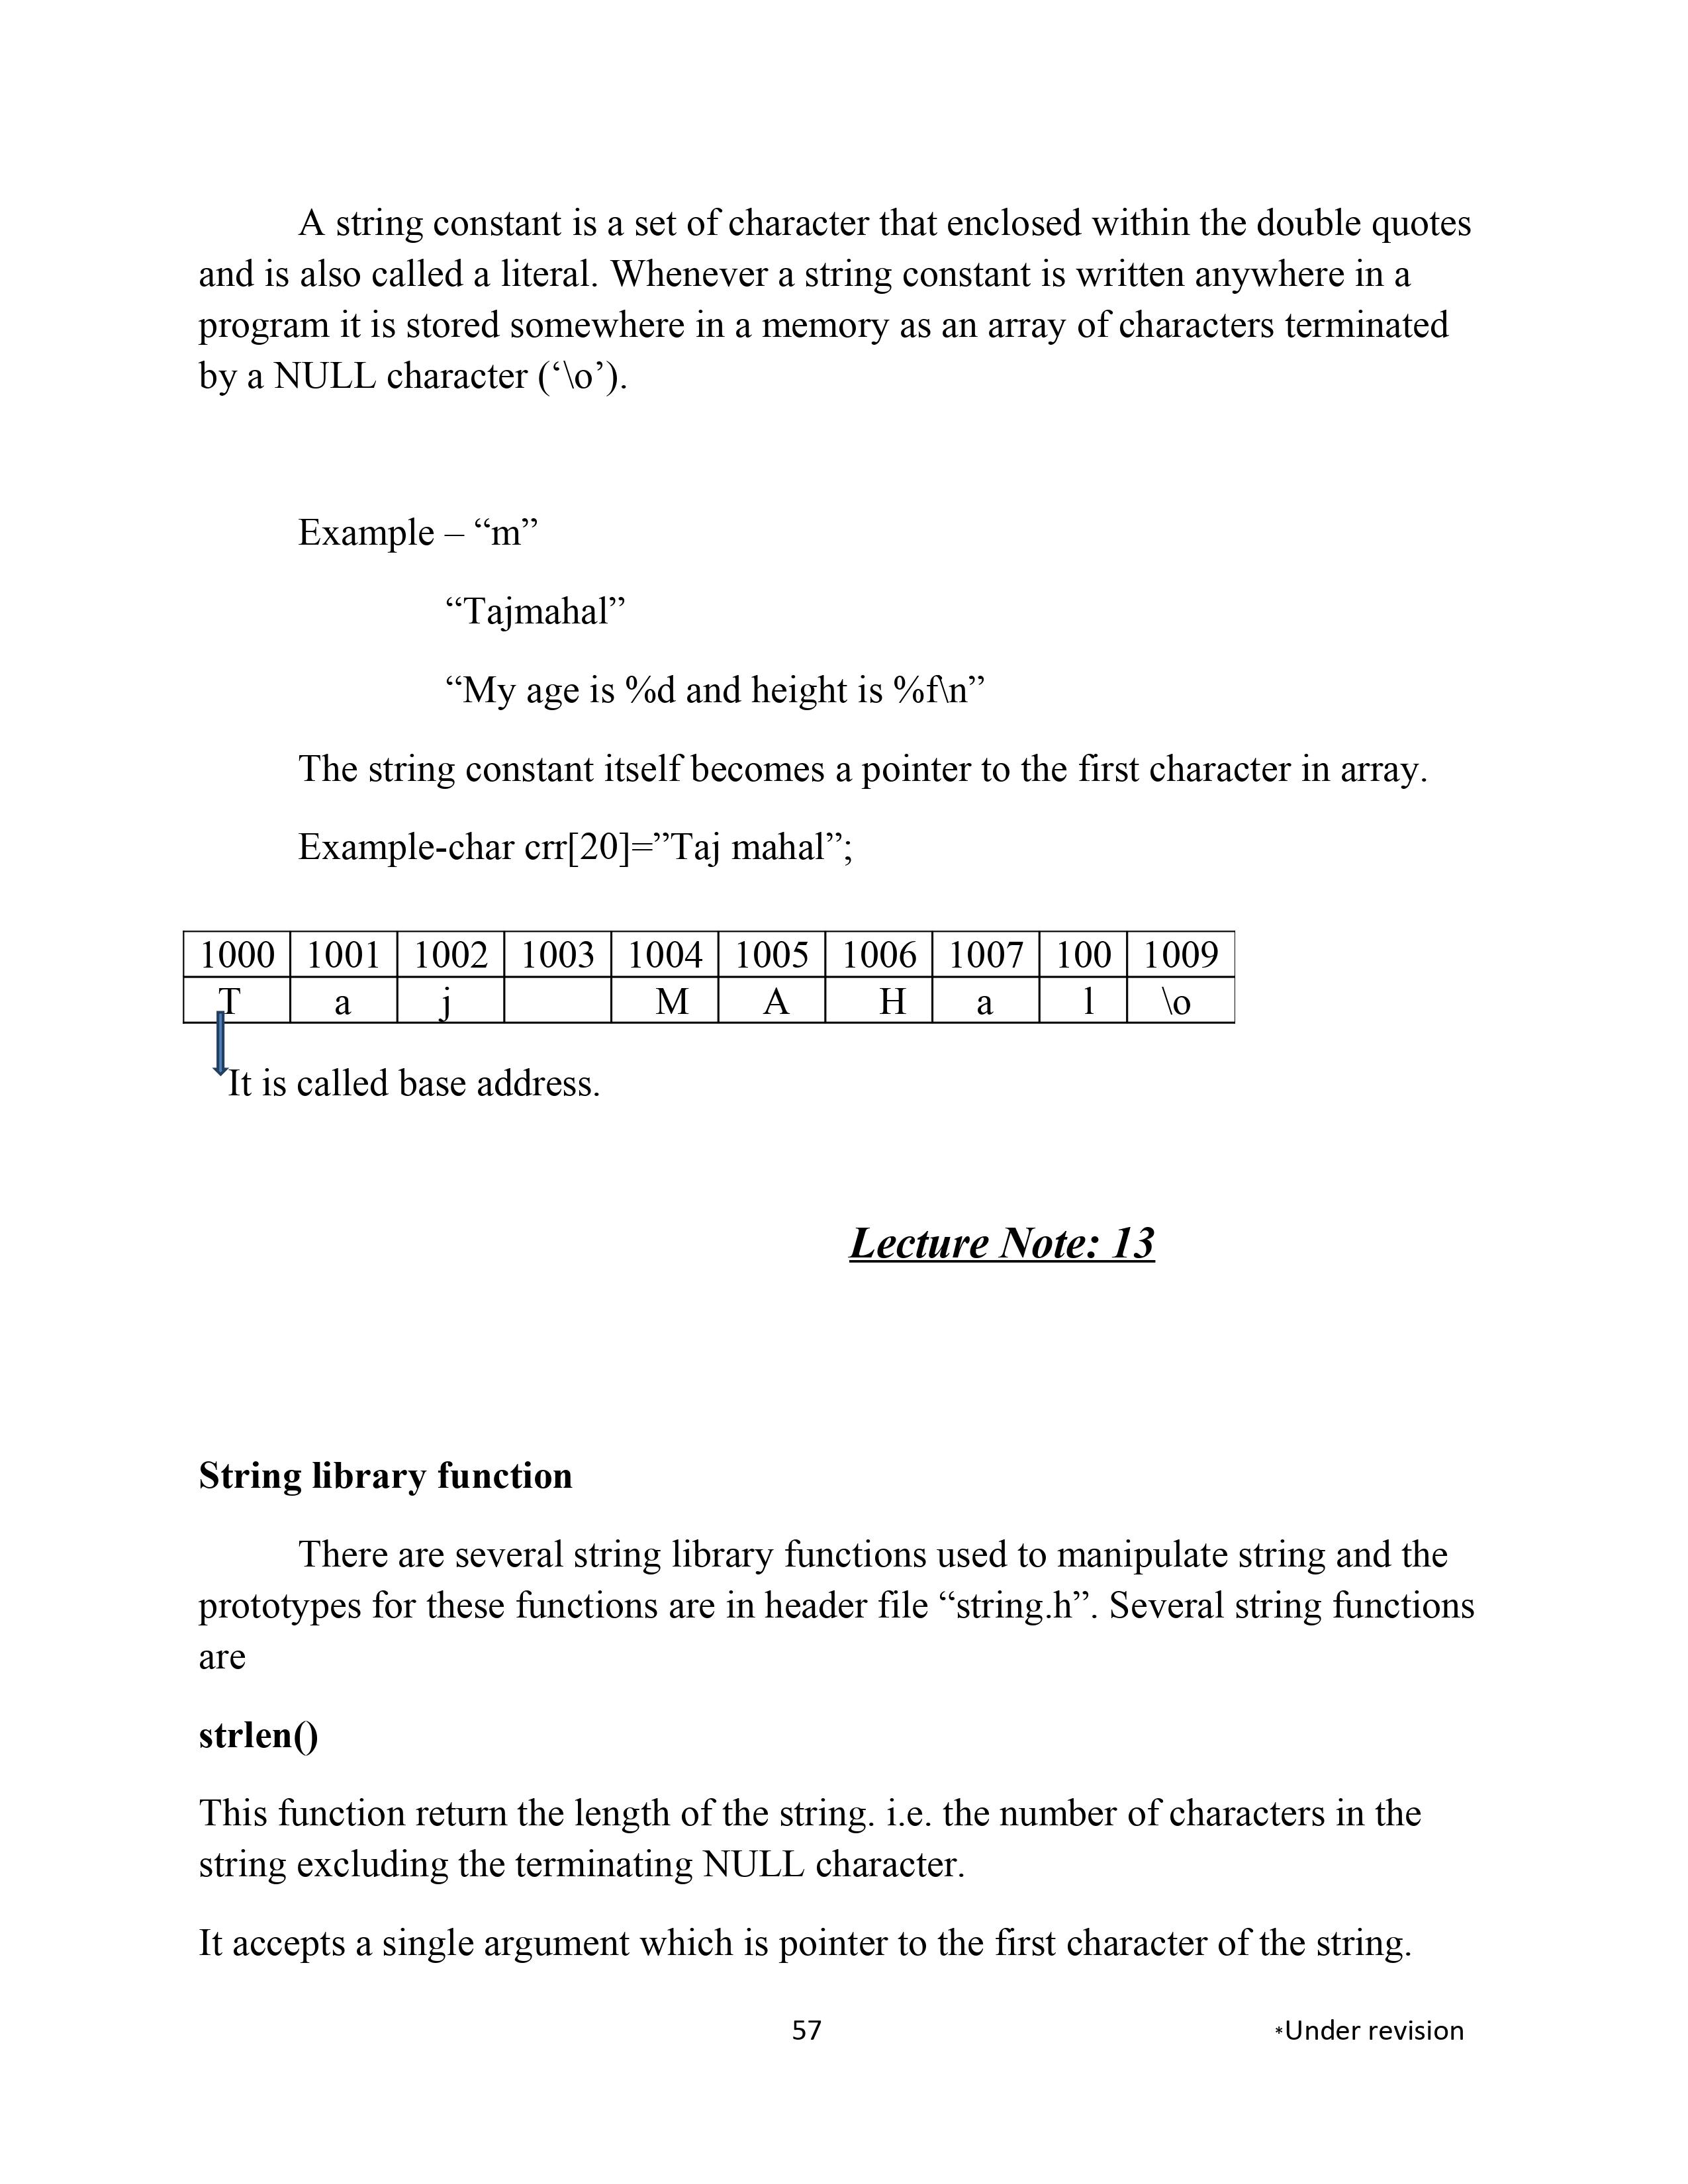 A string constant is a set of character that enclosed within the double quotes
and is also called a literal. Whenever a string constant is written anywhere in a
program it is stored somewhere in a memory as an array of characters terminated
by a NULL character (‘\o’).
Example – “m”
“Tajmahal”
“My age is %d and height is %f\n”
The string constant itself becomes a pointer to the first character in array.
Example-char crr[20]=”Taj mahal”;
1000 1001 1002 1003 1004 1005 1006 1007 100 1009
T a j M A H a l \o
It is called base address.
Lecture Note: 13
String library function
There are several string library functions used to manipulate string and the
prototypes for these functions are in header file “string.h”. Several string functions
are
strlen()
This function return the length of the string. i.e. the number of characters in the
string excluding the terminating NULL character.
It accepts a single argument which is pointer to the first character of the string.
57 *Under revision